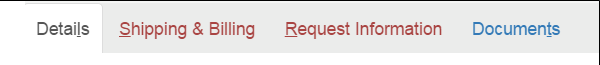 Details Shipping & Billing Request Information Documents